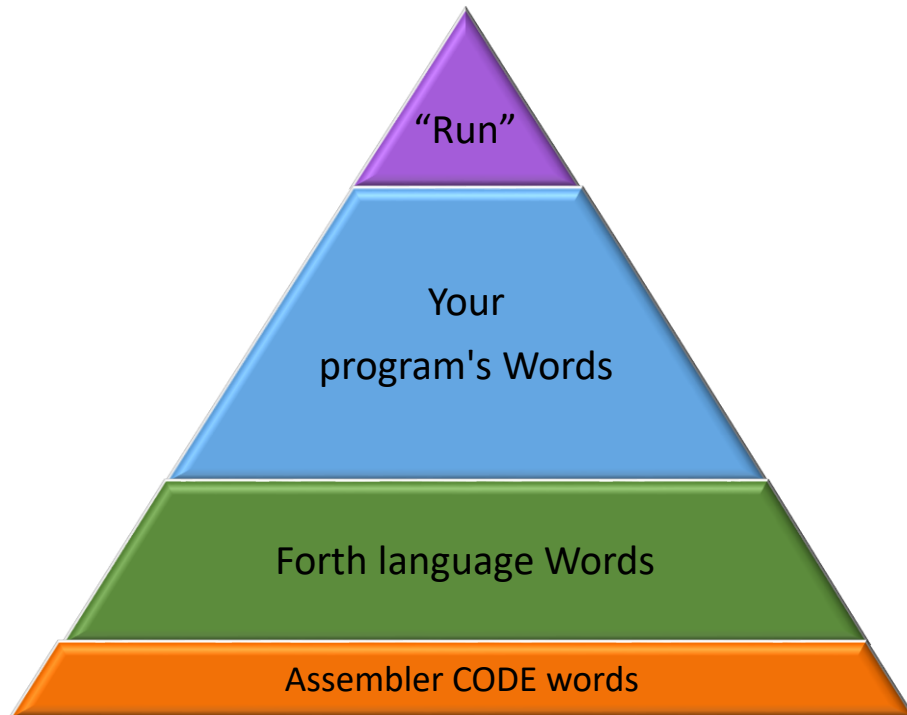 “Run”
Your
program's Words
Forth language Words
Assembler CODE words